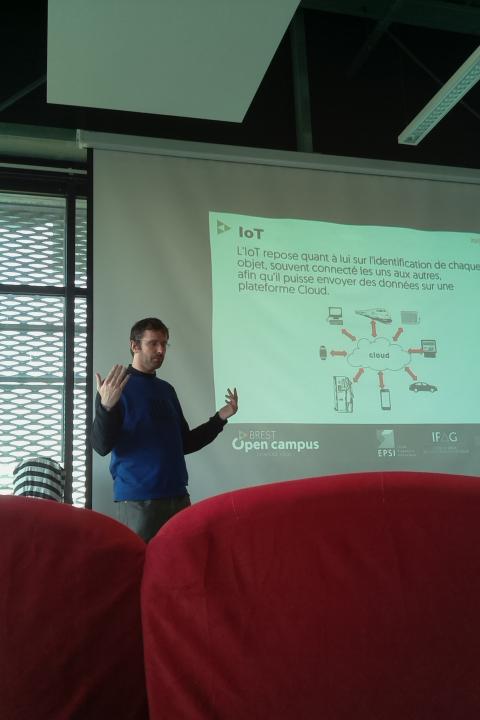 IoT
L'IoT repose quant à lui sur l'identification de chaque
objet, souvent connecté les uns aux autres,
afin qu'il puisse envoyer des données sur une
plateforme Cloud.
cloud
BREST
Open campus
EPSI
IFAG